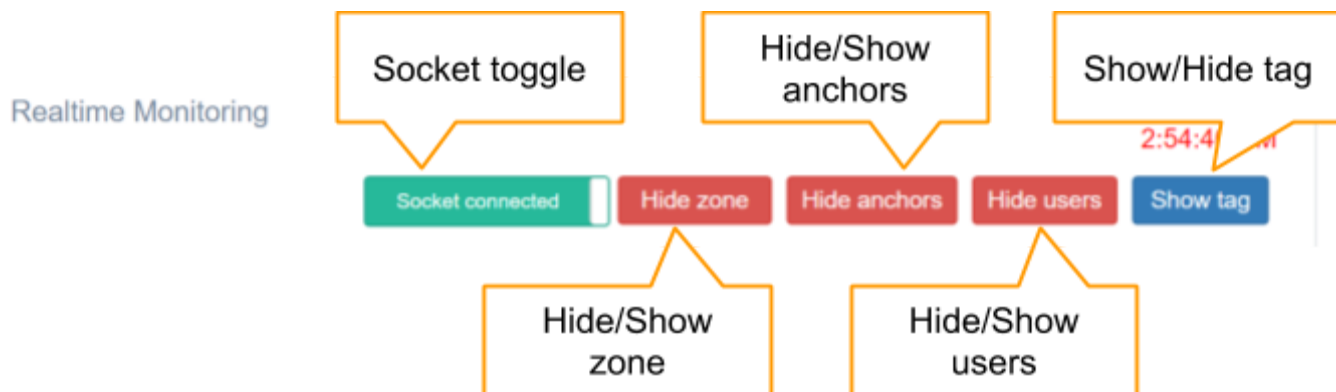 Socket toggle
Hide/Show
anchors
Show/Hide tag
Realtime Monitoring
Socket connected
Hide zone
Hide anchors
Hide users
Show tag
Hide/Show
zone
Hide/Show
users